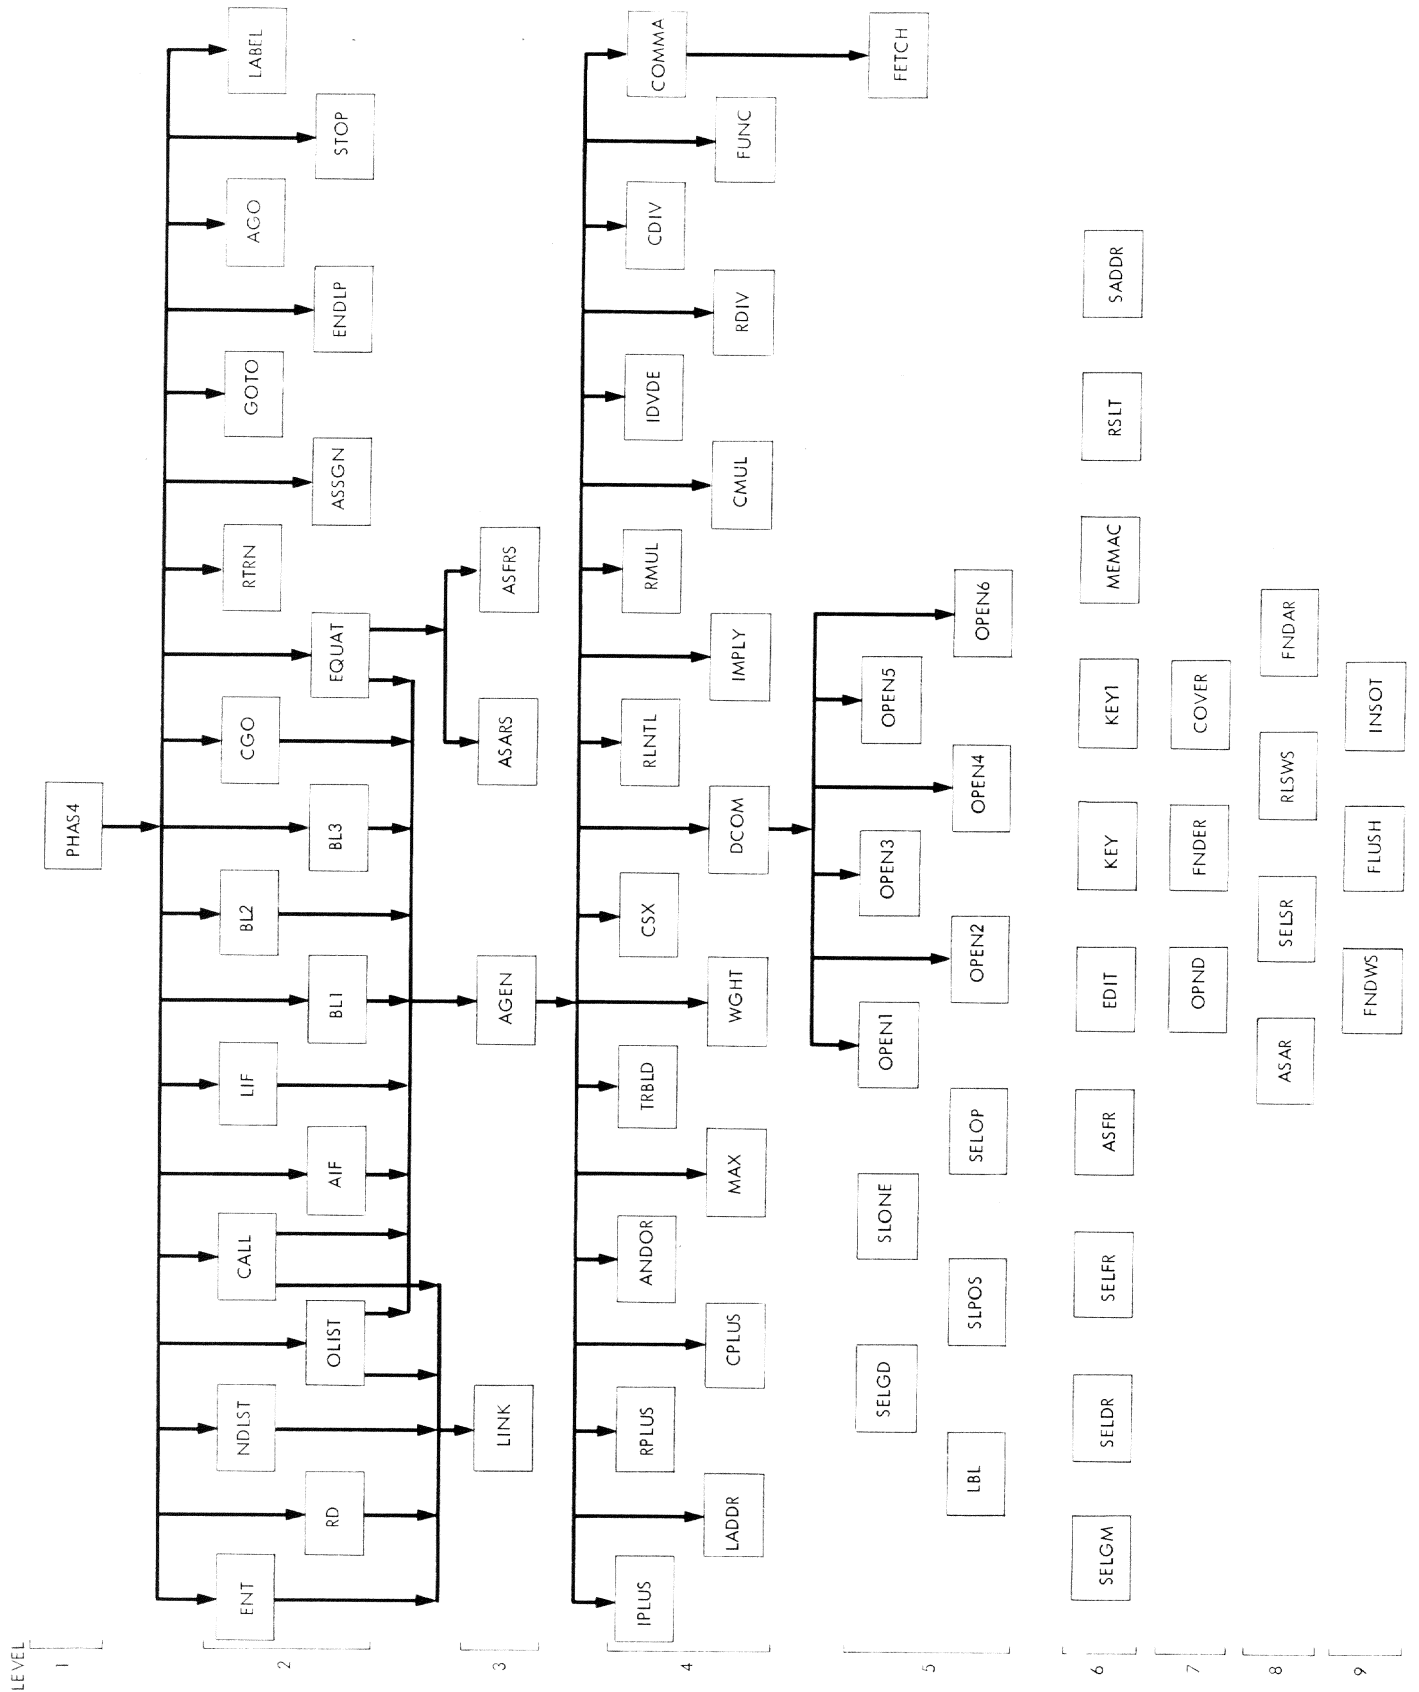 LEVEL
1
PHAS4
2
ENT
RD
NDLST
OLIST
CALL
AIF
LIF
BL1
BL2
BL3
CGO
EQUAT
RTRN
ASSGN
GOTO
ENDLP
AGO
STOP
LABEL
3
LINK
AGEN
ASARS
ASFRS
4
IPLUS
LADDR
RPLUS
CPLUS
ANDOR
MAX
TRBLD
WGHT
CSX
DCOM
RLNTL
IMPLY
RMUL
CMUL
IDVDE
RDIV
CDIV
FUNC
COMMA
5
LBL
SELGD
SLPOS
SLONE
SELOP
OPEN1
OPEN2
OPEN3
OPEN4
OPEN5
OPEN6
FETCH
6
SELGM
SELDR
SELFR
ASFR
EDIT
KEY
KEY1
MEMAC
RSLT
SADDR
7
OPND
FNDER
COVER
8
ASAR
SELSR
RLSWS
FNDAR
9
FNDWS
FLUSH
INSOT